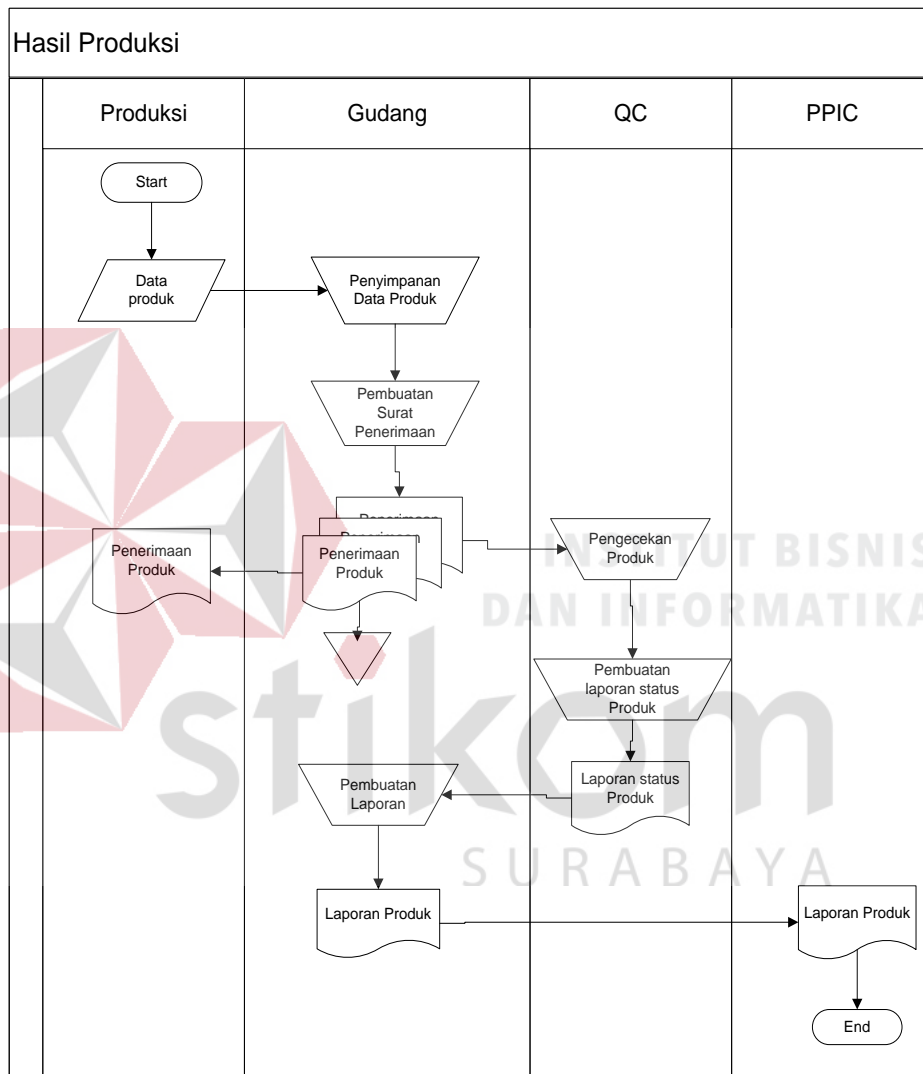 Hasil Produksi
Produksi
Gudang
QC
PPIC
Start
Data
produk
Penyimpanan
Data Produk
Pembuatan
Surat
Penerimaan
Penerimaan
Penerimaan
Penerimaan
Produk
Penerimaan
Produk
Pengecekan
Produk
INSTITUT BISNIS
DAN INFORMATIKA
Pembuatan
laporan status
Produk
stikom
Laporan status
Produk
Pembuatan
Laporan
SURABAYA
Laporan Produk
Laporan Produk
End